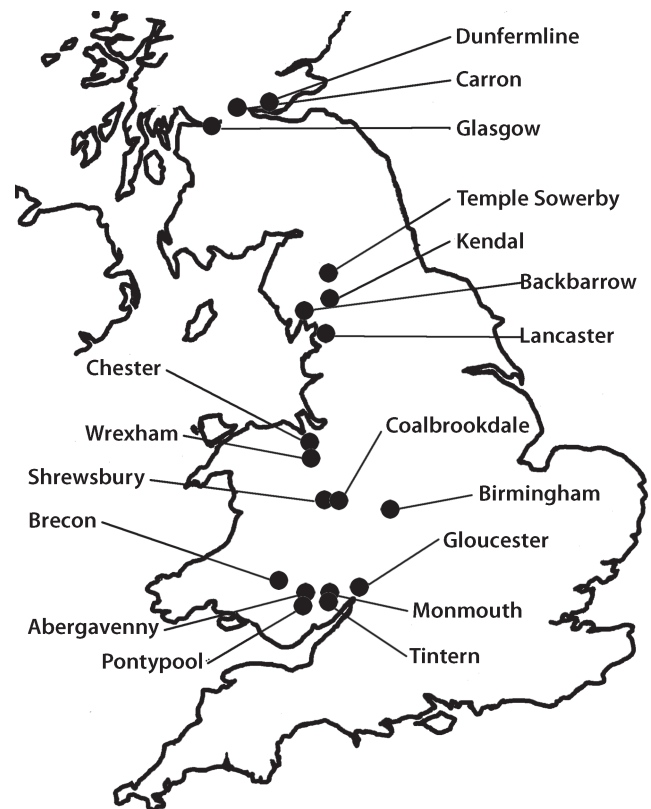 Dunfermline
Carron
Glasgow
Temple Sowerby
Kendal
Backbarrow
Lancaster
Chester
Wrexham
Coalbrookdale
Shrewsbury
Birmingham
Brecon
Gloucester
Abergavenny
Monmouth
Pontypool
Tintern